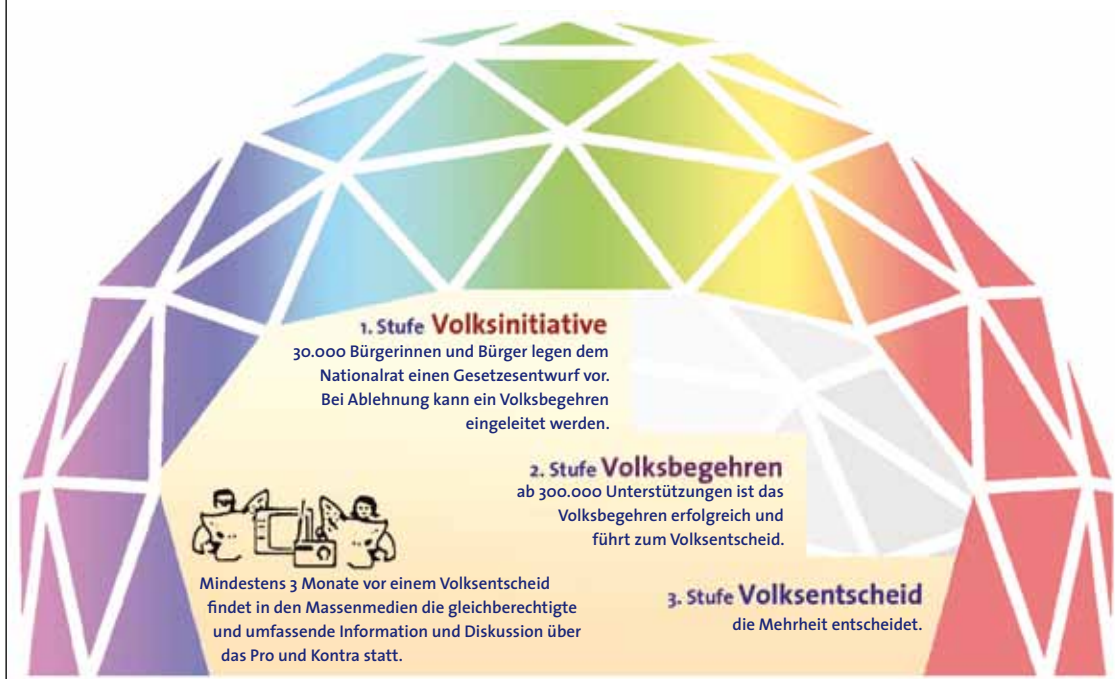 1. Stufe Volksinitiative
30.000 Bürgerinnen und Bürger legen dem
Nationalrat einen Gesetzesentwurf vor.
Bei Ablehnung kann ein Volksbegehren
eingeleitet werden.
2. Stufe Volksbegehren
ab 300.000 Unterstützungen ist das
Volksbegehren erfolgreich und
führt zum Volksentscheid.
Mindestens 3 Monate vor einem Volksentscheid
findet in den Massenmedien die gleichberechtigte
und umfassende Information und Diskussion über
das Pro und Kontra statt.
3. Stufe Volksentscheid
die Mehrheit entscheidet.